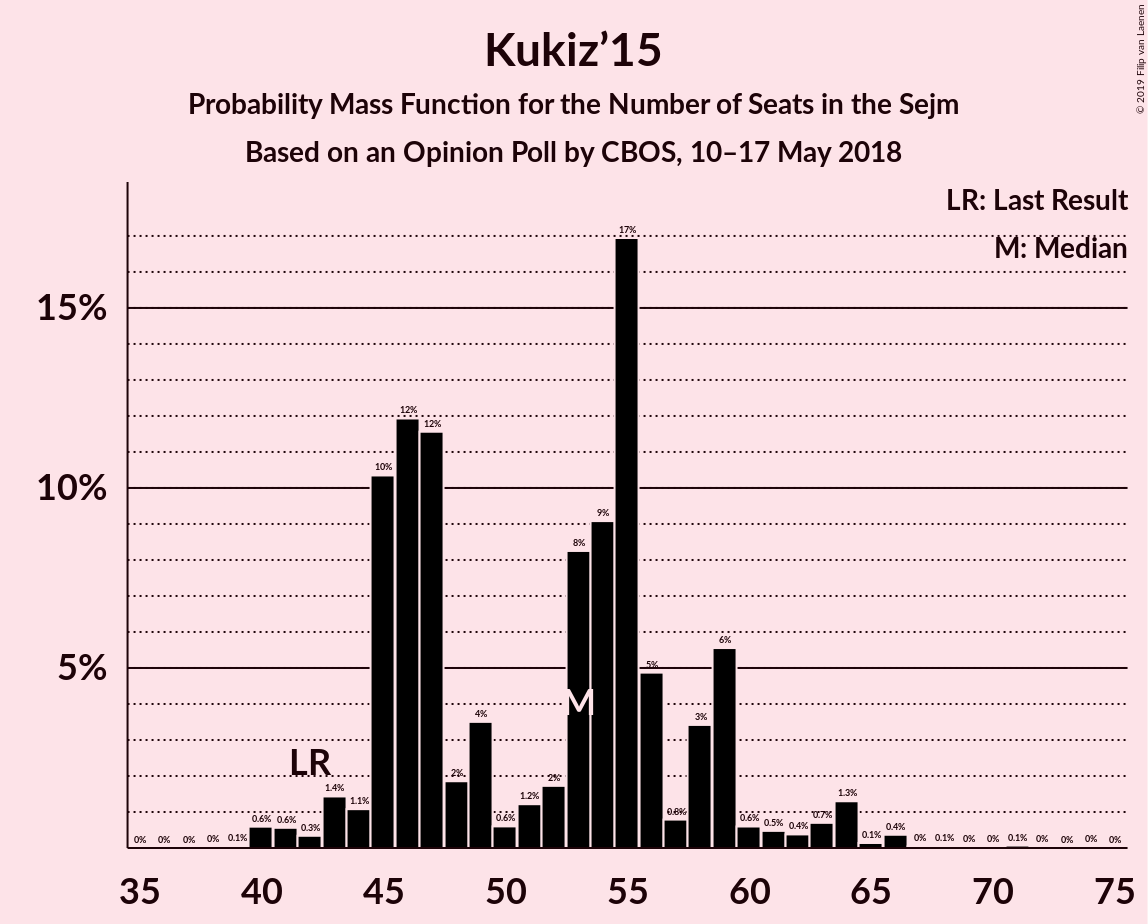 Kukiz’15
Probability Mass Function for the Number of Seats in the Sejm
Based on an Opinion Poll by CBOS, 10–17 May 2018
© 2019 Filip van Laenen
LR: Last Result
M: Median
15%
10%
5%
0% 0% 0% 0% 0.1% 0.6% 0.6% 0.3% 1.4% 1.1% 10% 12% 12% 2% 4% 0.6% 1.2% 2% 8% 9% 17% 5% 0.8% 3% 6% 0.6% 0.5% 0.4% 0.7% 1.3% 0.1% 0.4% 0% 0.1% 0% 0% 0.1% 0% 0% 0% 0%
LR
M
35 40 45 50 55 60 65 70 75